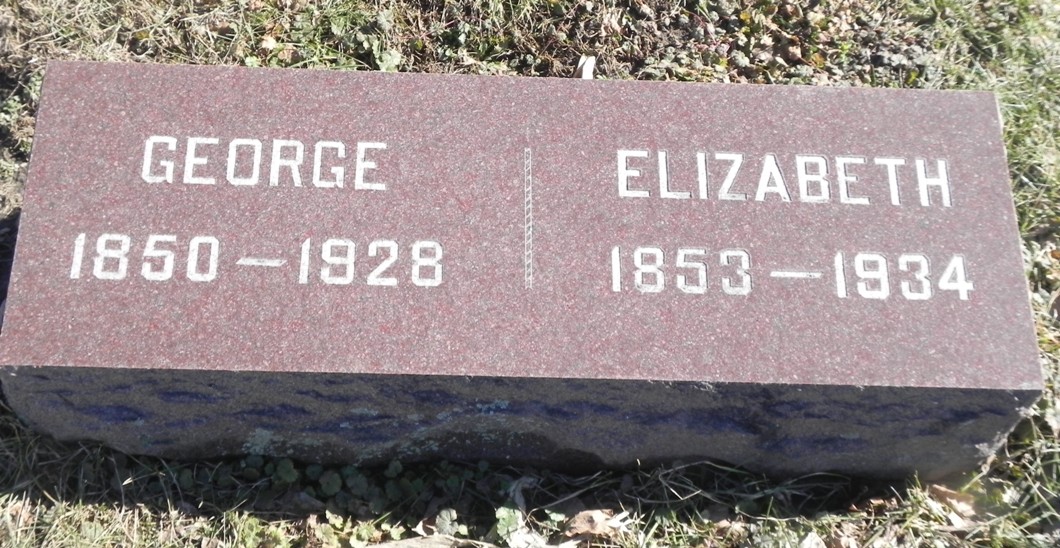 GEORGE
1850 – 1928
ELIZABETH
1853 – 1934